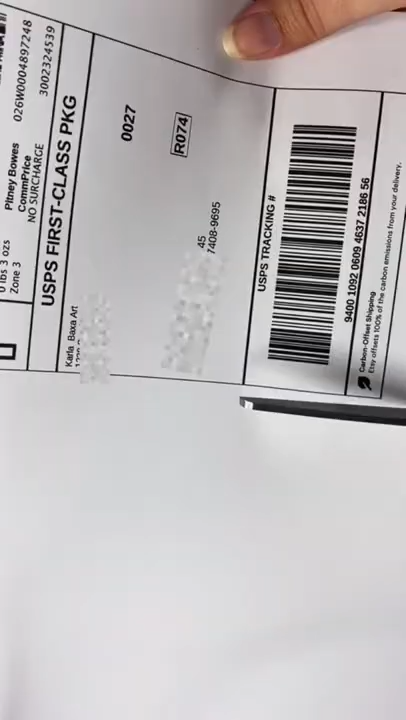 026W0004897248
3002324539
Pitney Bowes
CommPrice
NO SURCHARGE
3 ozs
Zone 3
USPS FIRST-CLASS PKG
Karla Baxa Art
0027
R074
45
7408-9695
USPS TRACKING #
9400 1092 0609 4637 2186 56
Carbon-Offset Shipping
Etsy offsets 100% of the carbon emissions from your delivery.